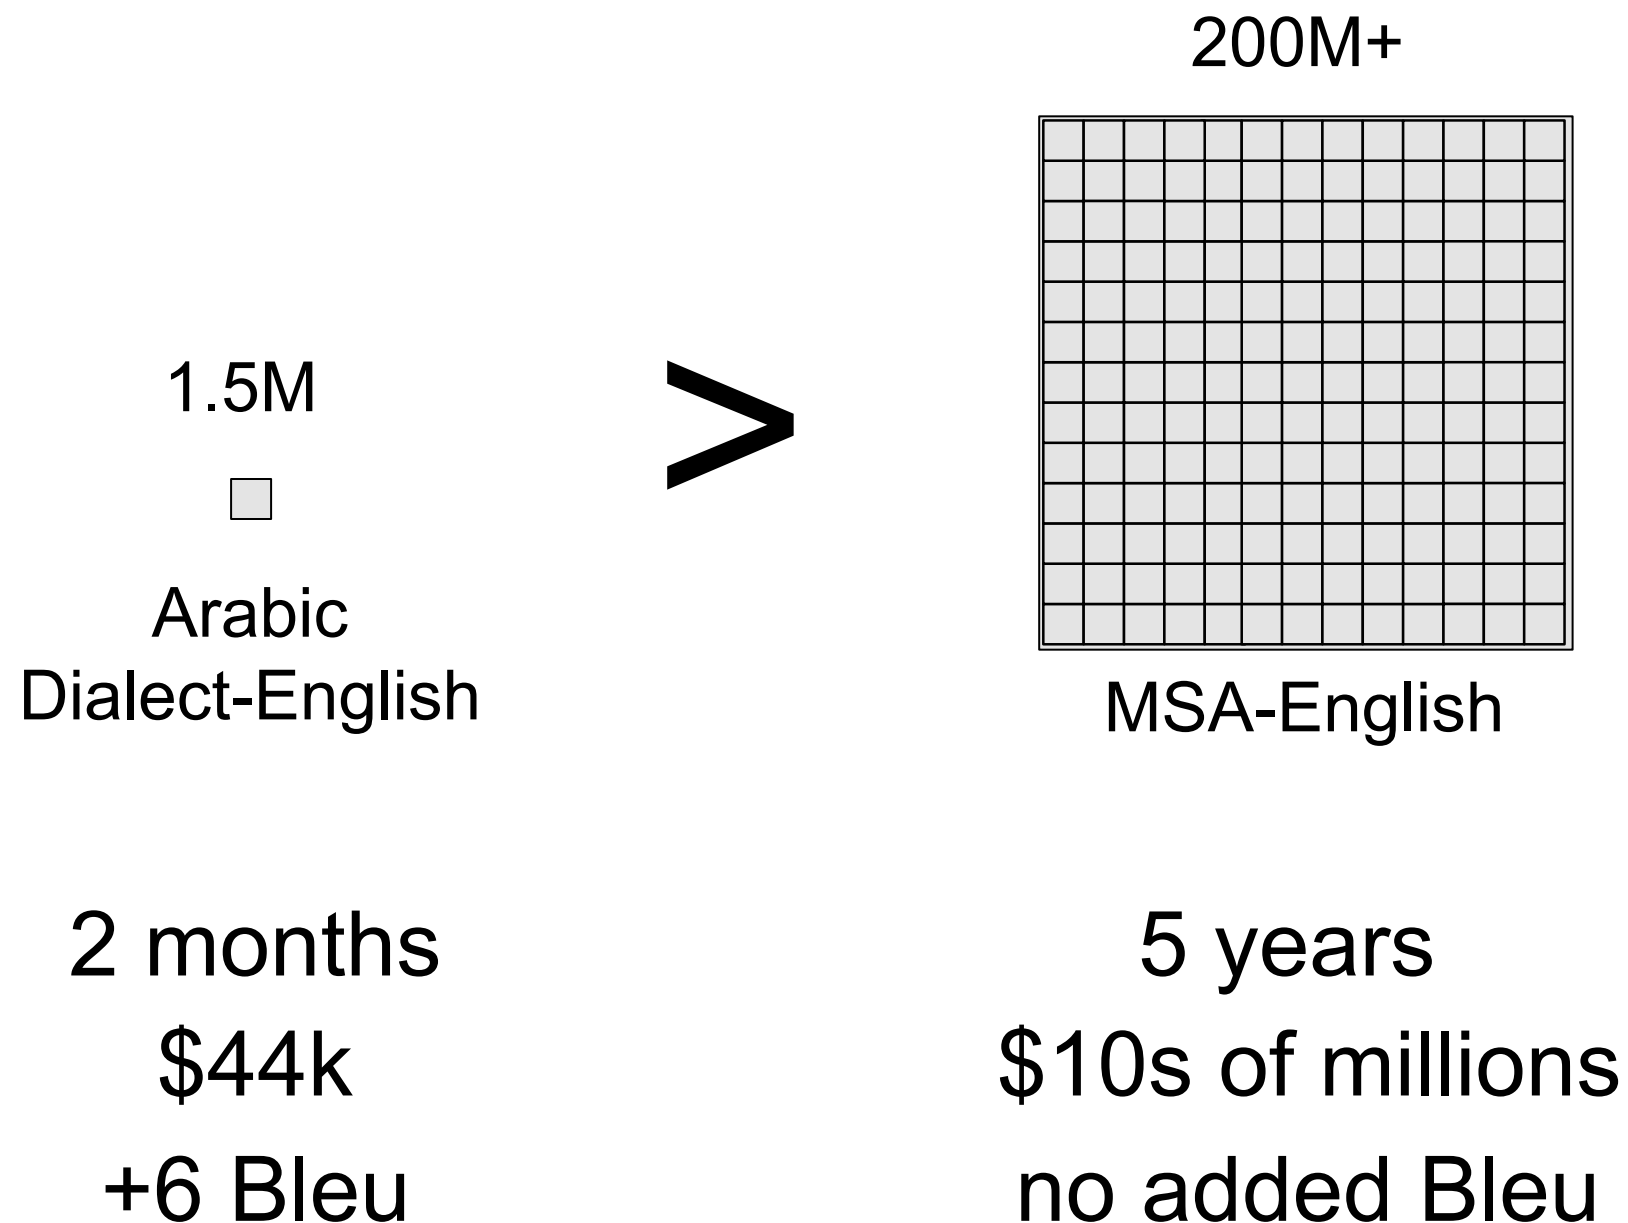 200M+
1.5M
>
Arabic
Dialect-English
MSA-English
2 months
5 years
$44k
$10s of millions
+6 Bleu
no added Bleu